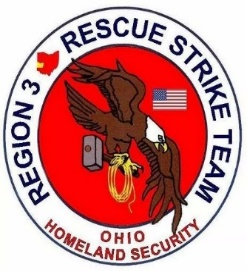 REGION 3 RESCUE STRIKE TEAM
OHIO
HOMELAND SECURITY